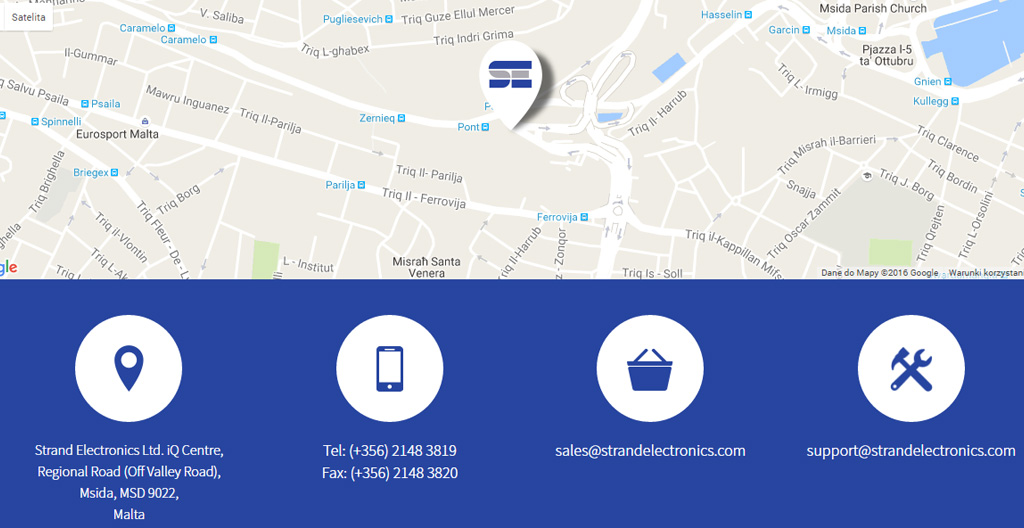 Satelita
V. Saliba
Pugliesevich
Triq Guze Ellul Mercer
Hasselin
Msida Parish Church
Caramelo
Caramelo
Garcin
Msida
Triq L-ghabex
Triq Indri Grima
Il-Gummar
Pjazza l-5
ta' Ottubru
SE
q Salvu Psaila
Psaila
Mawru Inguanez
Triq L- Irmigg
Gnien
Kullegg
Spinnelli
Eurosport Malta
Triq Il-Parilja
Zernieq
Pont
Triq Il- Harrub
Triq Misrah il-Barrieri
Triq Clarence
Triq Brighella
Briegex
Triq Borg
Parilja
Triq Il- Parilja
Triq Il - Ferrovija
Snajja
Triq J. Borg
Triq Bordin
Triq Fleur - De - L
Triq Il-Vlontin
Ferrovija
Triq Oscar Zammit
Triq Qrejten
Triq L-Orsolini
ghella
Triq L-Ak
L - Institut
Misraħ Santa
Venera
Triq Il-Harrub
z - Zonqor
Triq il-Kappillan Mifs
Triq Is - Soll
gle
Dane do Mapy ©2016 Google
Warunki korzystan
Strand Electronics Ltd. iQ Centre,
Regional Road (Off Valley Road),
Msida, MSD 9022,
Malta
Tel: (+356) 2148 3819
Fax: (+356) 2148 3820
sales@strandelectronics.com
support@strandelectronics.com